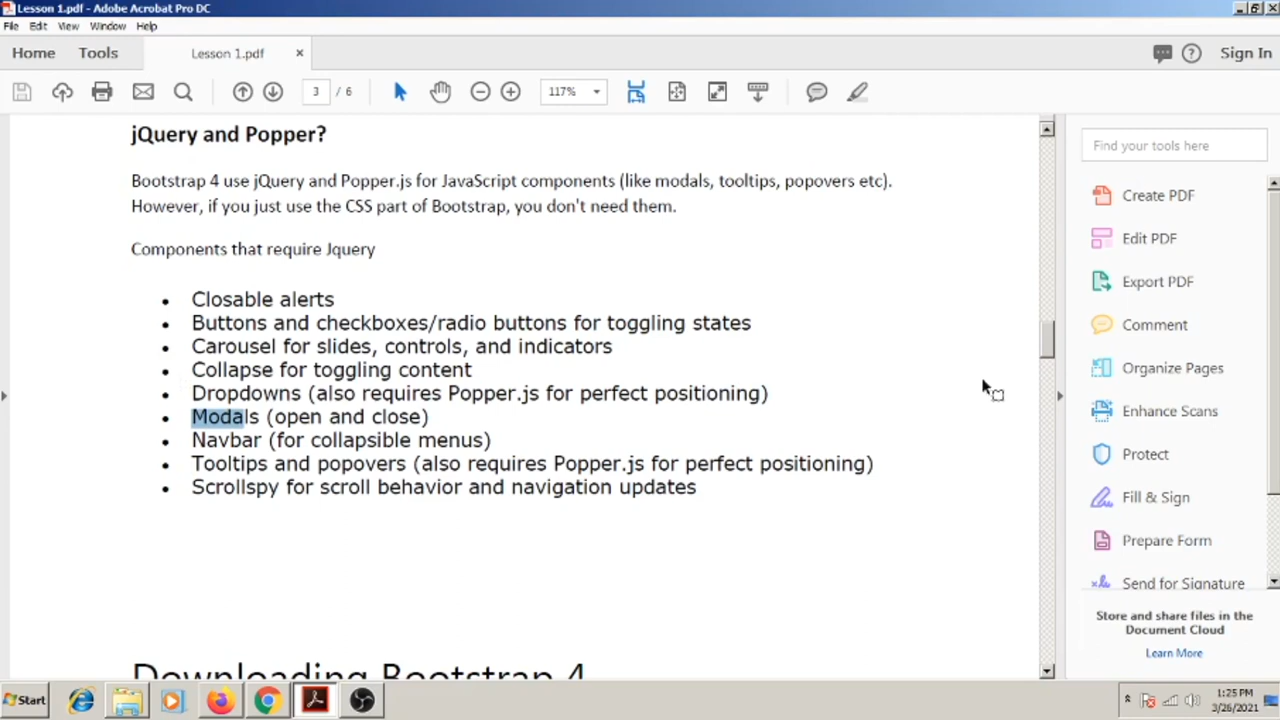 Lesson 1.pdf - Adobe Acrobat Pro DC
File Edit View Window Help
Home Tools Lesson 1.pdf × Sign In
3 / 6 117%
jQuery and Popper?
Bootstrap 4 use jQuery and Popper.js for JavaScript components (like modals, tooltips, popovers etc).
However, if you just use the CSS part of Bootstrap, you don't need them.
Components that require Jquery
• Closable alerts
• Buttons and checkboxes/radio buttons for toggling states
• Carousel for slides, controls, and indicators
• Collapse for toggling content
• Dropdowns (also requires Popper.js for perfect positioning)
• Modals (open and close)
• Navbar (for collapsible menus)
• Tooltips and popovers (also requires Popper.js for perfect positioning)
• Scrollspy for scroll behavior and navigation updates
Downloading Bootstrap 4
Find your tools here
Create PDF
Edit PDF
Export PDF
Comment
Organize Pages
Enhance Scans
Protect
Fill & Sign
Prepare Form
Send for Signature
Store and share files in the
Document Cloud
Learn More
Start
1:25 PM
3/26/2021